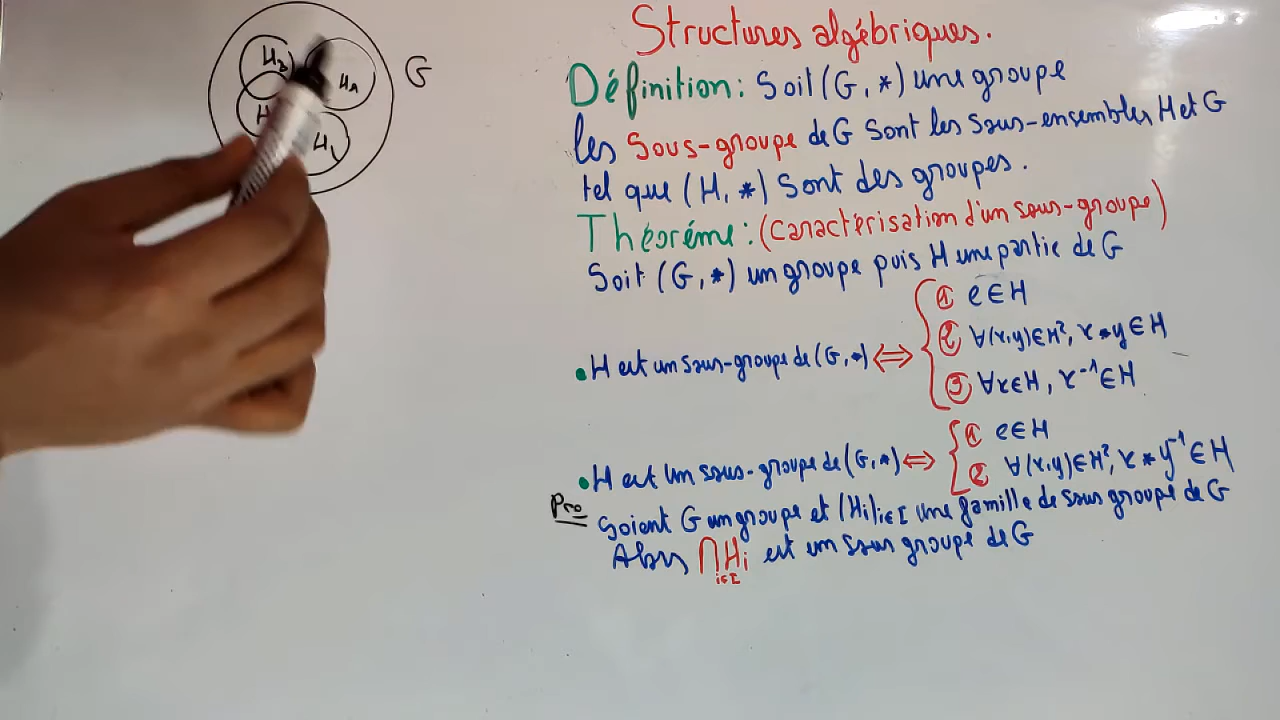 Structures algébriques.
Définition: Soit (G, *) une groupe
les Sous-groupe de G sont les sous-ensembles H et G
tel que (H, *) sont des groupes.
Théoréme: (caractérisation d'un sous-groupe)
Soit (G, *) un groupe puis H une partie de G
① e∈H
② ∀(x,y)∈H², x*y∈H
• H est un sous-groupe de (G, *) ⇔
③ ∀x∈H, x⁻¹∈H
① e∈H
• H est un sous-groupe de (G, *) ⇔ ② ∀(x,y)∈H², x*y⁻¹∈H
Pro Soient G un groupe et (Hi)i∈I une famille de sous groupe de G
Alors ⋂Hi est un sous groupe de G
i∈I
H3
H
G